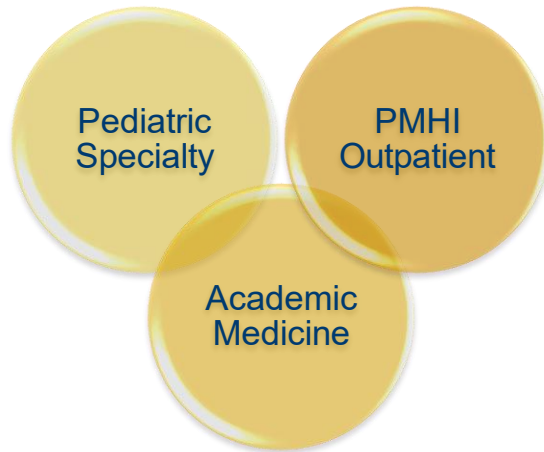 Pediatric
Specialty
PMHI
Outpatient
Academic
Medicine